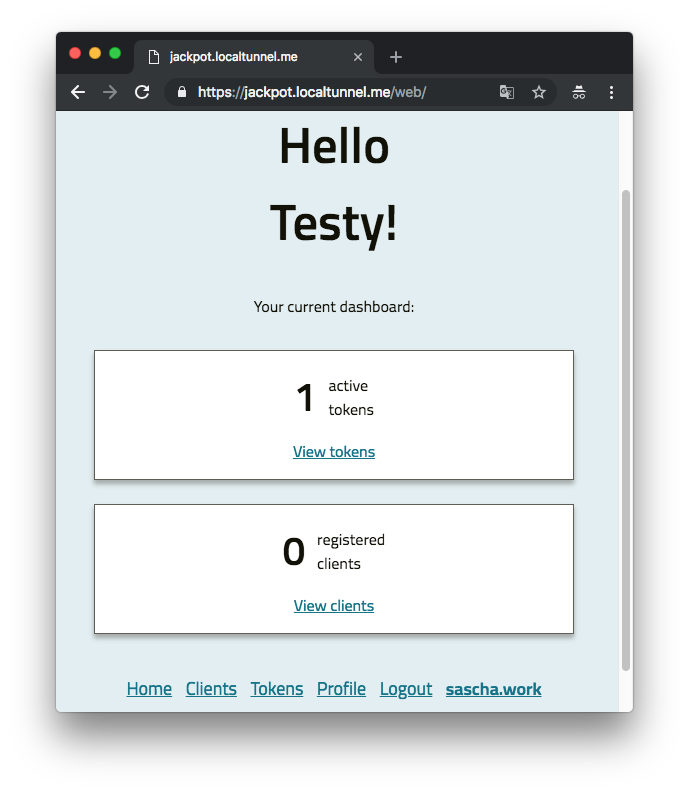 jackpot.localtunnel.me
https://jackpot.localtunnel.me/web/
Hello
Testy!
Your current dashboard:
1 active
tokens
View tokens
0 registered
clients
View clients
Home Clients Tokens Profile Logout sascha.work